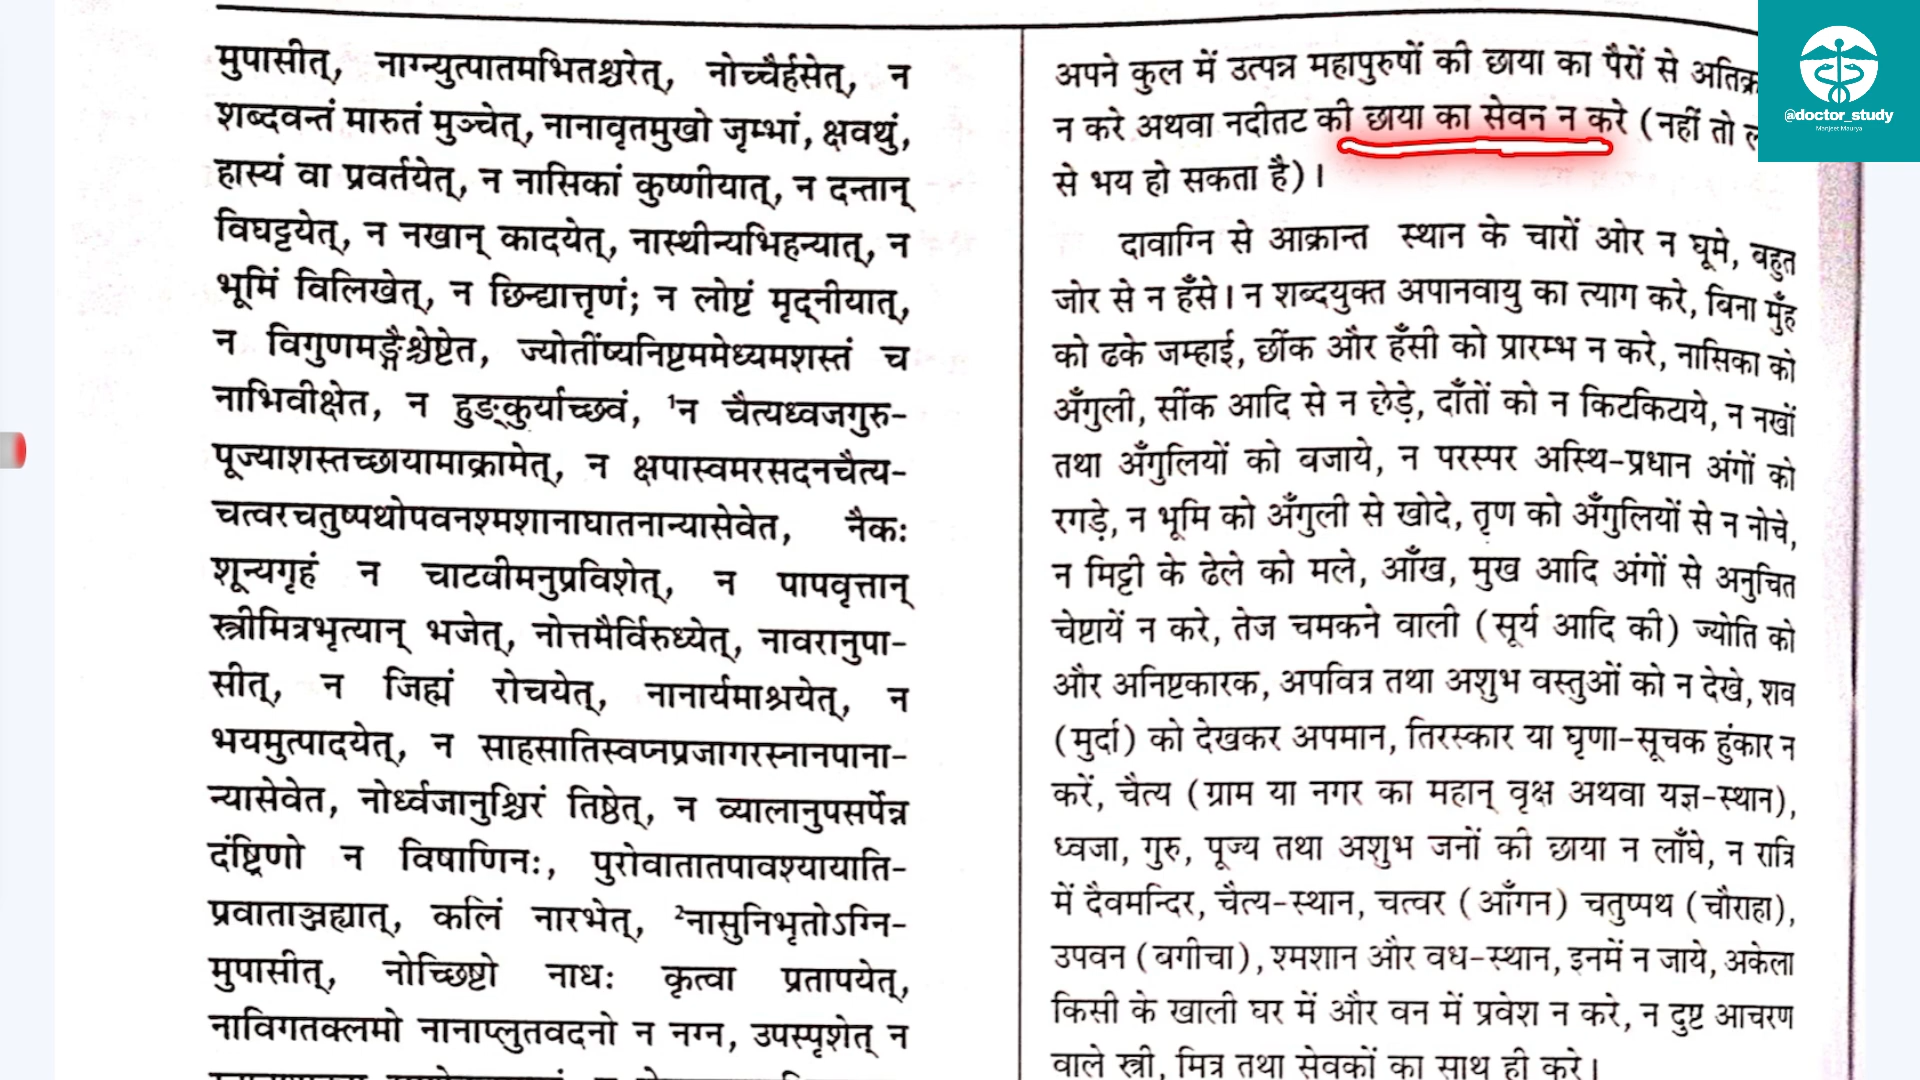 मुपासीत्, नाग्न्युत्पातमभितश्चरेत्, नोच्चैर्हसेत्, न
शब्दवन्तं मारुतं मुञ्चेत्, नानावृतमुखो जृम्भां, क्षवथुं,
हास्यं वा प्रवर्तयेत्, न नासिकां कुष्णीयात्, न दन्तान्
विघट्टयेत्, न नखान् कादयेत्, नास्थीन्यभिहन्यात्, न
भूमिं विलिखेत्, न छिन्द्यात्तृणं; न लोष्टं मृद्नीयात्,
न विगुणमङ्गैश्चेष्टेत, ज्योतींष्यनिष्टममेध्यमशस्तं च
नाभिवीक्षेत, न हुङ्कुर्याच्छवं, ¹न चैत्यध्वजगुरु-
पूज्याशस्तच्छायामाक्रामेत्, न क्षपास्वमरसदनचैत्य-
चत्वरचतुष्पथोपवनश्मशानाघातनान्यासेवेत, नैकः
शून्यगृहं न चाटवीमनुप्रविशेत्, न पापवृत्तान्
स्त्रीमित्रभृत्यान् भजेत्, नोत्तमैर्विरुध्येत्, नावरानुपा-
सीत्, न जिह्मं रोचयेत्, नानार्यमाश्रयेत्, न
भयमुत्पादयेत्, न साहसातिस्वप्नप्रजागरस्नानपाना-
न्यासेवेत, नोर्ध्वजानुश्चिरं तिष्ठेत्, न व्यालानुपसर्पेन्न
दंष्ट्रिणो न विषाणिनः, पुरोवातातपावश्यायाति-
प्रवाताञ्जह्यात्, कलिं नारभेत्, ²नासुनिभृतोऽग्नि-
मुपासीत्, नोच्छिष्टो नाधः कृत्वा प्रतापयेत्,
नाविगतक्लमो नानाप्लुतवदनो न नग्न, उपस्पृशेत् न
अपने कुल में उत्पन्न महापुरुषों की छाया का पैरों से
न करे अथवा नदीतट की छाया का सेवन न करे (नहीं तो
से भय हो सकता है)।
दावाग्नि से आक्रान्त स्थान के चारों ओर न घूमे, बहुत
जोर से न हँसे। न शब्दयुक्त अपानवायु का त्याग करे, बिना मुँह
को ढके जम्हाई, छींक और हँसी को प्रारम्भ न करे, नासिका को
अँगुली, सींक आदि से न छेड़े, दाँतों को न किटकिटाये, न नखों
तथा अँगुलियों को बजाये, न परस्पर अस्थि-प्रधान अंगों को
रगड़े, न भूमि को अँगुली से खोदे, तृण को अँगुलियों से न नोचे,
न मिट्टी के ढेले को मले, आँख, मुख आदि अंगों से अनुचित
चेष्टायें न करे, तेज चमकने वाली (सूर्य आदि की) ज्योति को
और अनिष्टकारक, अपवित्र तथा अशुभ वस्तुओं को न देखे, शव
(मुर्दा) को देखकर अपमान, तिरस्कार या घृणा-सूचक हुंकार न
करें, चैत्य (ग्राम या नगर का महान् वृक्ष अथवा यज्ञ-स्थान),
ध्वजा, गुरु, पूज्य तथा अशुभ जनों की छाया न लाँघे, न रात्रि
में दैवमन्दिर, चैत्य-स्थान, चत्वर (आँगन) चतुष्पथ (चौराहा),
उपवन (बगीचा), श्मशान और वध-स्थान, इनमें न जाये, अकेला
किसी के खाली घर में और वन में प्रवेश न करे, न दुष्ट आचरण
वाले स्त्री, मित्र तथा सेवकों का साथ ही करे।
@doctor_study
Manjeet Maurya